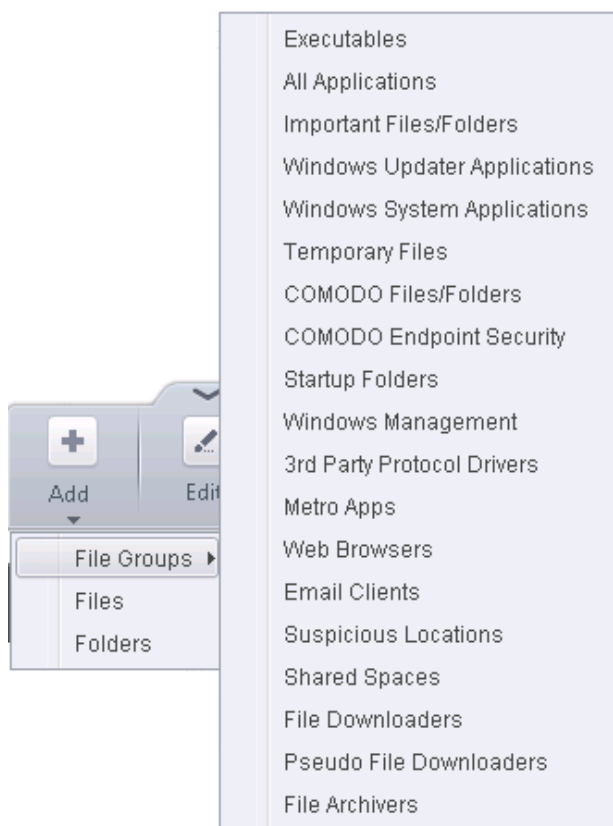 Add
Edit
File Groups
Files
Folders
Executables
All Applications
Important Files/Folders
Windows Updater Applications
Windows System Applications
Temporary Files
COMODO Files/Folders
COMODO Endpoint Security
Startup Folders
Windows Management
3rd Party Protocol Drivers
Metro Apps
Web Browsers
Email Clients
Suspicious Locations
Shared Spaces
File Downloaders
Pseudo File Downloaders
File Archivers